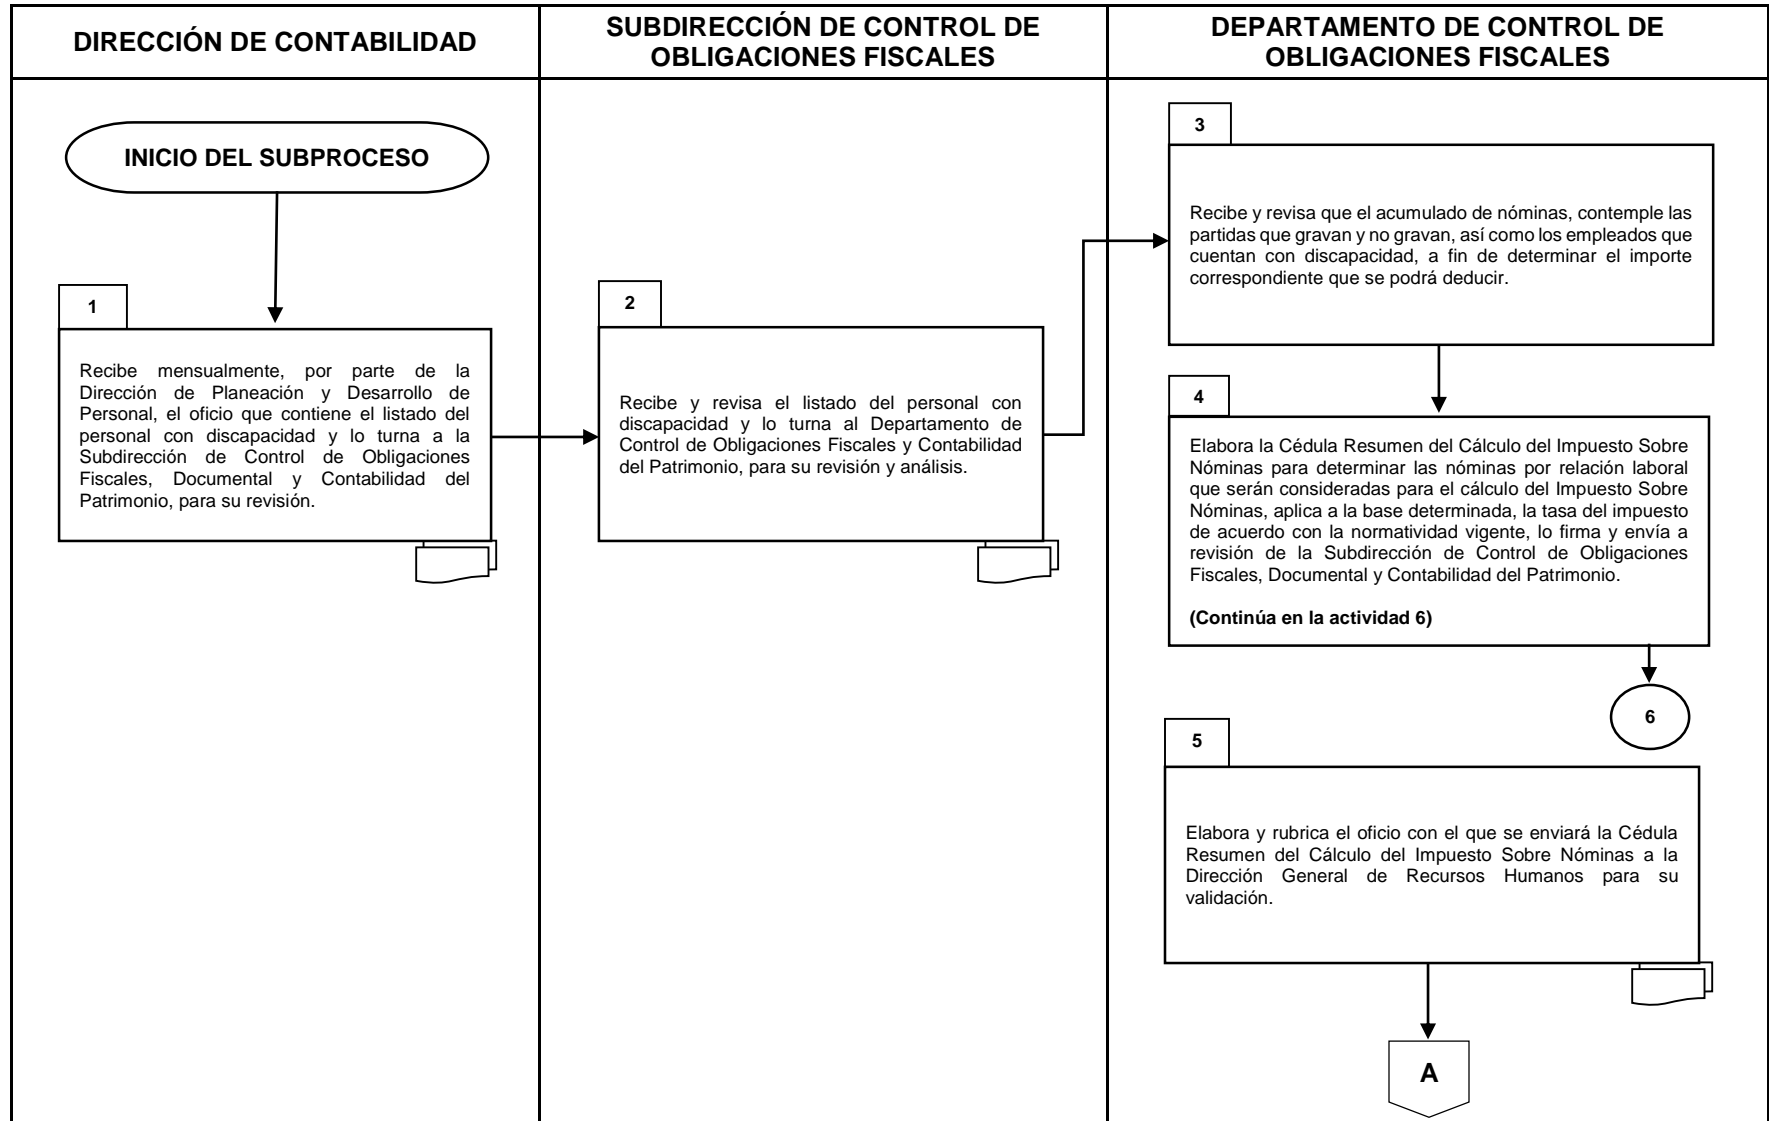 DIRECCIÓN DE CONTABILIDAD
SUBDIRECCIÓN DE CONTROL DE
OBLIGACIONES FISCALES
DEPARTAMENTO DE CONTROL DE
OBLIGACIONES FISCALES
INICIO DEL SUBPROCESO
1
Recibe mensualmente, por parte de la
Dirección de Planeación y Desarrollo de
Personal, el oficio que contiene el listado del
personal con discapacidad y lo turna a la
Subdirección de Control de Obligaciones
Fiscales, Documental y Contabilidad del
Patrimonio, para su revisión.
2
Recibe y revisa el listado del personal con
discapacidad y lo turna al Departamento de
Control de Obligaciones Fiscales y Contabilidad
del Patrimonio, para su revisión y análisis.
3
Recibe y revisa que el acumulado de nóminas, contemple las
partidas que gravan y no gravan, así como los empleados que
cuentan con discapacidad, a fin de determinar el importe
correspondiente que se podrá deducir.
4
Elabora la Cédula Resumen del Cálculo del Impuesto Sobre
Nóminas para determinar las nóminas por relación laboral
que serán consideradas para el cálculo del Impuesto Sobre
Nóminas, aplica a la base determinada, la tasa del impuesto
de acuerdo con la normatividad vigente, lo firma y envía a
revisión de la Subdirección de Control de Obligaciones
Fiscales, Documental y Contabilidad del Patrimonio.
(Continúa en la actividad 6)
6
5
Elabora y rubrica el oficio con el que se enviará la Cédula
Resumen del Cálculo del Impuesto Sobre Nóminas a la
Dirección General de Recursos Humanos para su
validación.
A